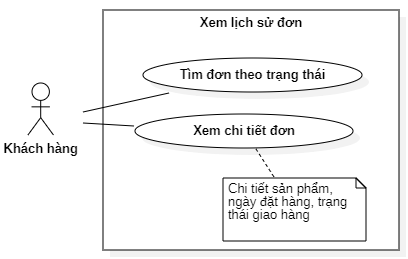 Xem lịch sử đơn
Tìm đơn theo trạng thái
Xem chi tiết đơn
Khách hàng
Chi tiết sản phẩm,
ngày đặt hàng, trạng
thái giao hàng